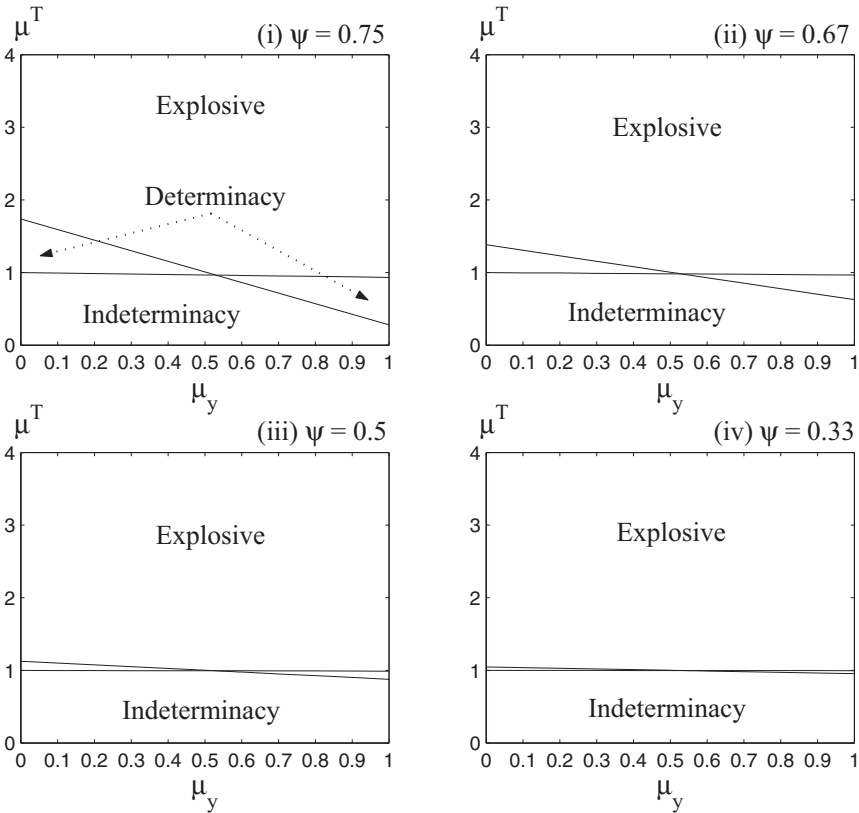 μ^T (i) ψ = 0.75
4
Explosive
3
Determinacy
2
1
Indeterminacy
0
0 0.1 0.2 0.3 0.4 0.5 0.6 0.7 0.8 0.9 1
μ_y
μ^T (ii) ψ = 0.67
4
Explosive
3
2
1
Indeterminacy
0
0 0.1 0.2 0.3 0.4 0.5 0.6 0.7 0.8 0.9 1
μ_y
μ^T (iii) ψ = 0.5
4
3
Explosive
2
1
Indeterminacy
0
0 0.1 0.2 0.3 0.4 0.5 0.6 0.7 0.8 0.9 1
μ_y
μ^T (iv) ψ = 0.33
4
3
Explosive
2
1
Indeterminacy
0
0 0.1 0.2 0.3 0.4 0.5 0.6 0.7 0.8 0.9 1
μ_y